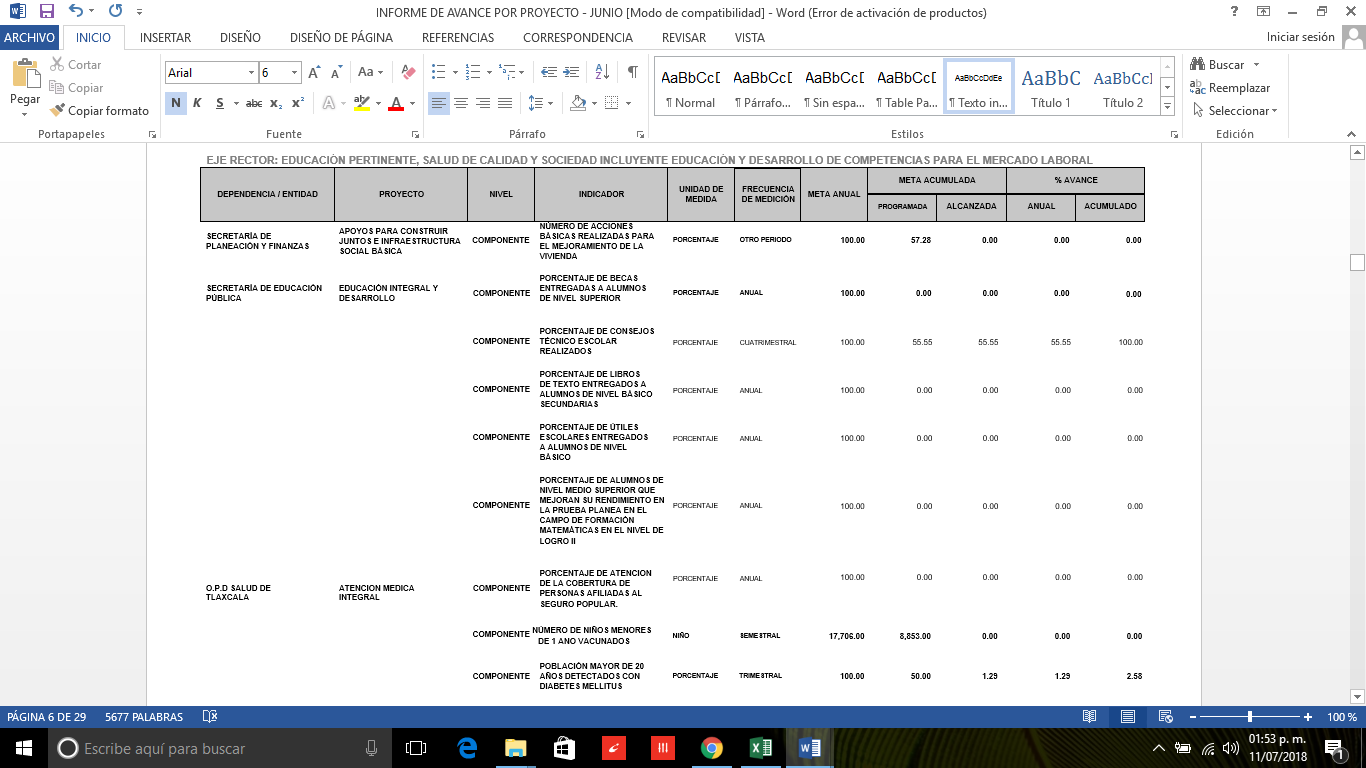 INFORME DE AVANCE POR PROYECTO - JUNIO [Modo de compatibilidad] - Word (Error de activación de productos)
ARCHIVO INICIO INSERTAR DISEÑO DISEÑO DE PÁGINA REFERENCIAS CORRESPONDENCIA REVISAR VISTA Iniciar sesión
Pegar
Cortar
Copiar
Copiar formato
Portapapeles
Arial 6
N K S abc x₂ x²
Fuente
Párrafo
AaBbCcI AaBbCcI AaBbCcI AaBbCcI AaBbCcDdEe AaBbC AaBbCcI
¶ Normal ¶ Párrafo... ¶ Sin espa... ¶ Table Pa... ¶ Texto in... Título 1 Título 2
Estilos
Buscar
Reemplazar
Seleccionar
Edición
EJE RECTOR: EDUCACIÓN PERTINENTE, SALUD DE CALIDAD Y SOCIEDAD INCLUYENTE EDUCACIÓN Y DESARROLLO DE COMPETENCIAS PARA EL MERCADO LABORAL
DEPENDENCIA / ENTIDAD PROYECTO NIVEL INDICADOR UNIDAD DE MEDIDA FRECUENCIA DE MEDICIÓN META ANUAL META ACUMULADA % AVANCE
PROGRAMADA ALCANZADA ANUAL ACUMULADO
SECRETARÍA DE PLANEACIÓN Y FINANZAS APOYOS PARA CONSTRUIR JUNTOS E INFRAESTRUCTURA SOCIAL BÁSICA COMPONENTE NÚMERO DE ACCIONES BÁSICAS REALIZADAS PARA EL MEJORAMIENTO DE LA VIVIENDA PORCENTAJE OTRO PERIODO 100.00 57.28 0.00 0.00 0.00
SECRETARÍA DE EDUCACIÓN PÚBLICA EDUCACIÓN INTEGRAL Y DESARROLLO COMPONENTE PORCENTAJE DE BECAS ENTREGADAS A ALUMNOS DE NIVEL SUPERIOR PORCENTAJE ANUAL 100.00 0.00 0.00 0.00 0.00
COMPONENTE PORCENTAJE DE CONSEJOS TÉCNICO ESCOLAR REALIZADOS PORCENTAJE CUATRIMESTRAL 100.00 55.55 55.55 55.55 100.00
COMPONENTE PORCENTAJE DE LIBROS DE TEXTO ENTREGADOS A ALUMNOS DE NIVEL BÁSICO SECUNDARIAS PORCENTAJE ANUAL 100.00 0.00 0.00 0.00 0.00
COMPONENTE PORCENTAJE DE ÚTILES ESCOLARES ENTREGADOS A ALUMNOS DE NIVEL BÁSICO PORCENTAJE ANUAL 100.00 0.00 0.00 0.00 0.00
COMPONENTE PORCENTAJE DE ALUMNOS DE NIVEL MEDIO SUPERIOR QUE MEJORAN SU RENDIMIENTO EN LA PRUEBA PLANEA EN EL CAMPO DE FORMACIÓN MATEMÁTICAS EN EL NIVEL DE LOGRO II PORCENTAJE ANUAL 100.00 0.00 0.00 0.00 0.00
O.P.D SALUD DE TLAXCALA ATENCION MEDICA INTEGRAL COMPONENTE PORCENTAJE DE ATENCION DE LA COBERTURA DE PERSONAS AFILIADAS AL SEGURO POPULAR. PORCENTAJE ANUAL 100.00 0.00 0.00 0.00 0.00
COMPONENTE NÚMERO DE NIÑOS MENORES DE 1 ANO VACUNADOS NIÑO SEMESTRAL 17,706.00 8,853.00 0.00 0.00 0.00
COMPONENTE POBLACIÓN MAYOR DE 20 AÑOS DETECTADOS CON DIABETES MELLITUS PORCENTAJE TRIMESTRAL 100.00 50.00 1.29 1.29 2.58
PÁGINA 6 DE 29 5677 PALABRAS 100 %
Escribe aquí para buscar
01:53 p. m.
11/07/2018
1